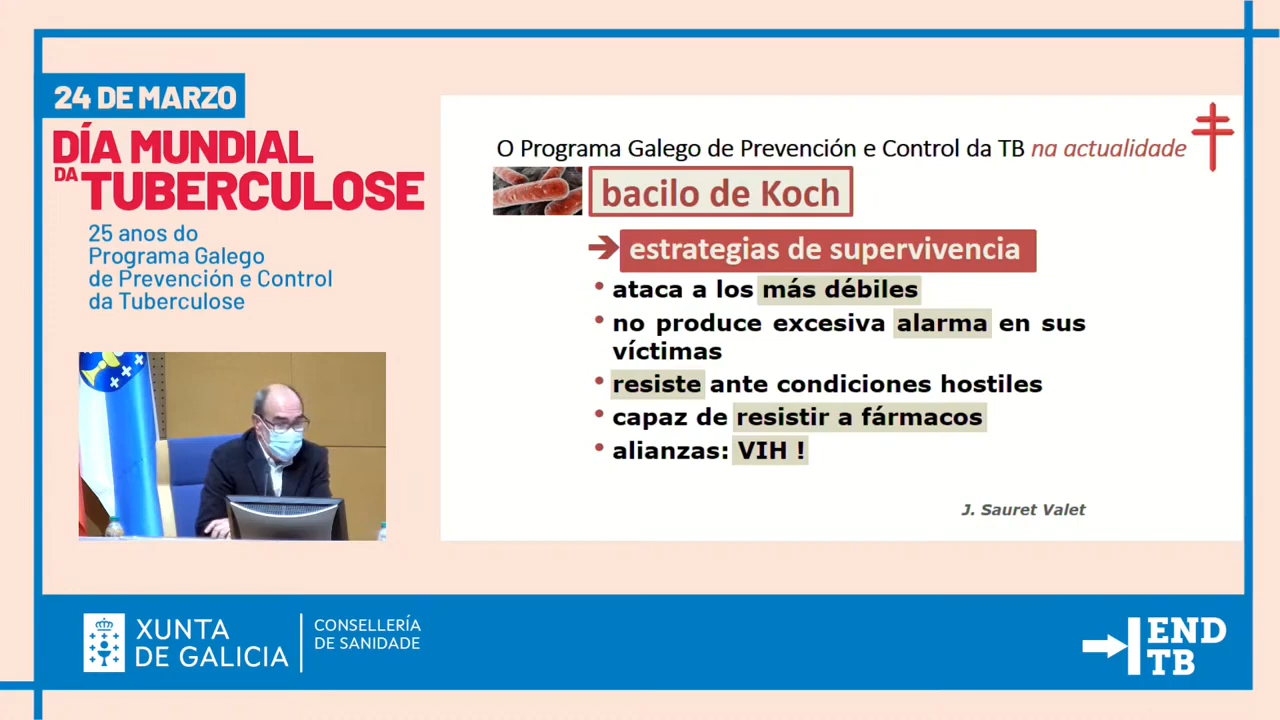 24 DE MARZO
DÍA MUNDIAL
DA TUBERCULOSE
25 anos do
Programa Galego
de Prevención e Control
da Tuberculose
O Programa Galego de Prevención e Control da TB na actualidade
bacilo de Koch
➔ estrategias de supervivencia
• ataca a los más débiles
• no produce excesiva alarma en sus
víctimas
• resiste ante condiciones hostiles
• capaz de resistir a fármacos
• alianzas: VIH !
J. Sauret Valet
XUNTA
DE GALICIA
CONSELLERÍA
DE SANIDADE
END
TB